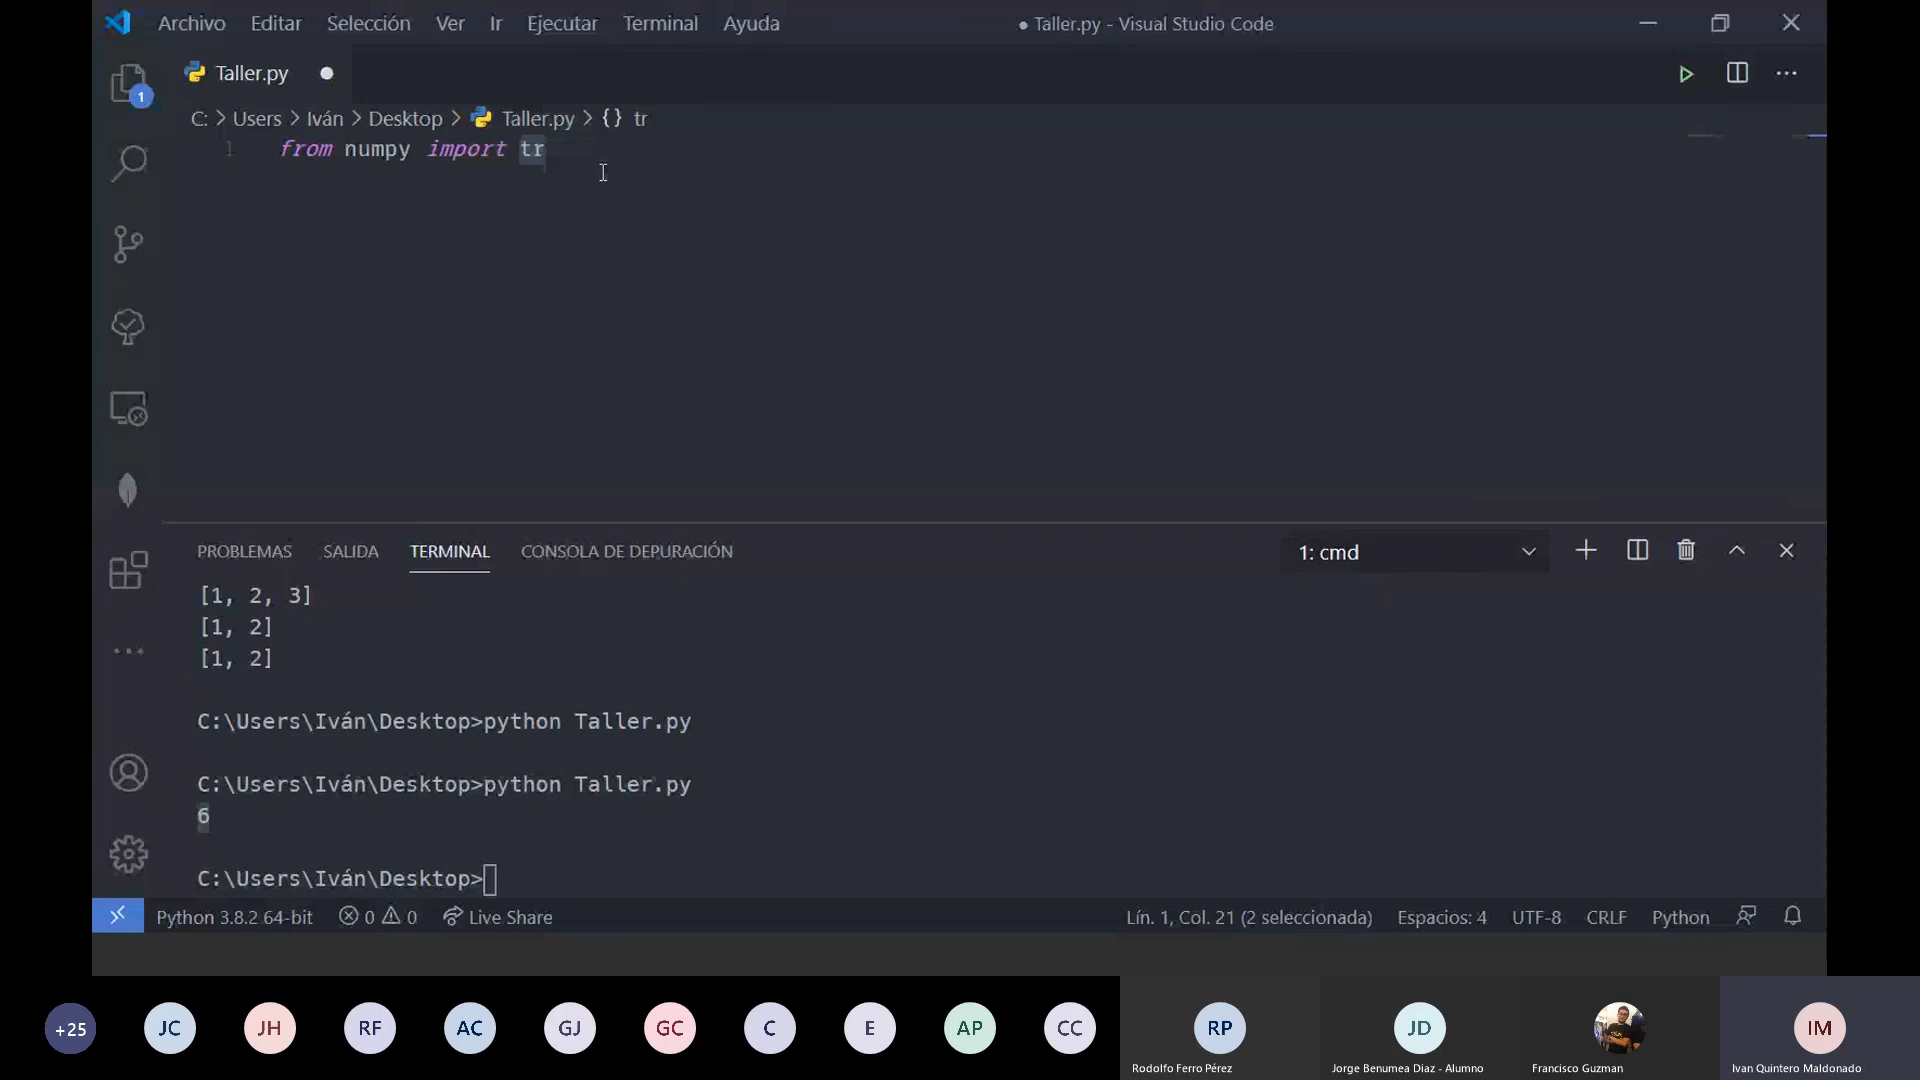 Archivo Editar Selección Ver Ir Ejecutar Terminal Ayuda
● Taller.py - Visual Studio Code
Taller.py
1
C: > Users > Iván > Desktop > Taller.py > {} tr
1 from numpy import tr
PROBLEMAS SALIDA TERMINAL CONSOLA DE DEPURACIÓN
1: cmd
[1, 2, 3]
[1, 2]
[1, 2]
C:\Users\Iván\Desktop>python Taller.py
C:\Users\Iván\Desktop>python Taller.py
6
C:\Users\Iván\Desktop>
Python 3.8.2 64-bit 0 0 Live Share
Lín. 1, Col. 21 (2 seleccionada) Espacios: 4 UTF-8 CRLF Python
+25 JC JH RF AC GJ GC C E AP CC RP JD IM
Rodolfo Ferro Pérez
Jorge Benumea Diaz - Alumno
Francisco Guzman
Ivan Quintero Maldonado